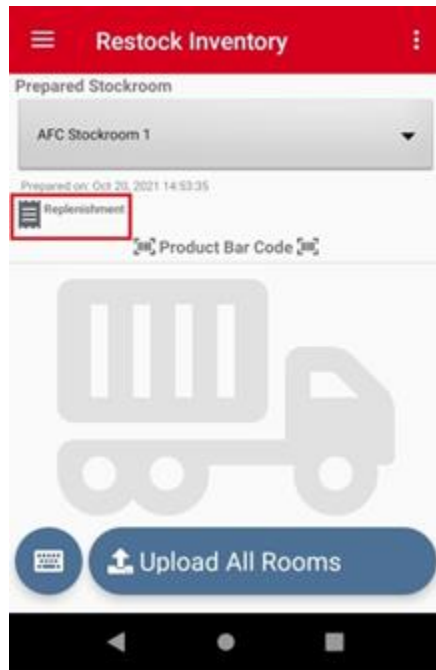 Restock Inventory
Prepared Stockroom
AFC Stockroom 1
Prepared on: Oct 20, 2021 14:53:35
Replenishment
Product Bar Code
Upload All Rooms